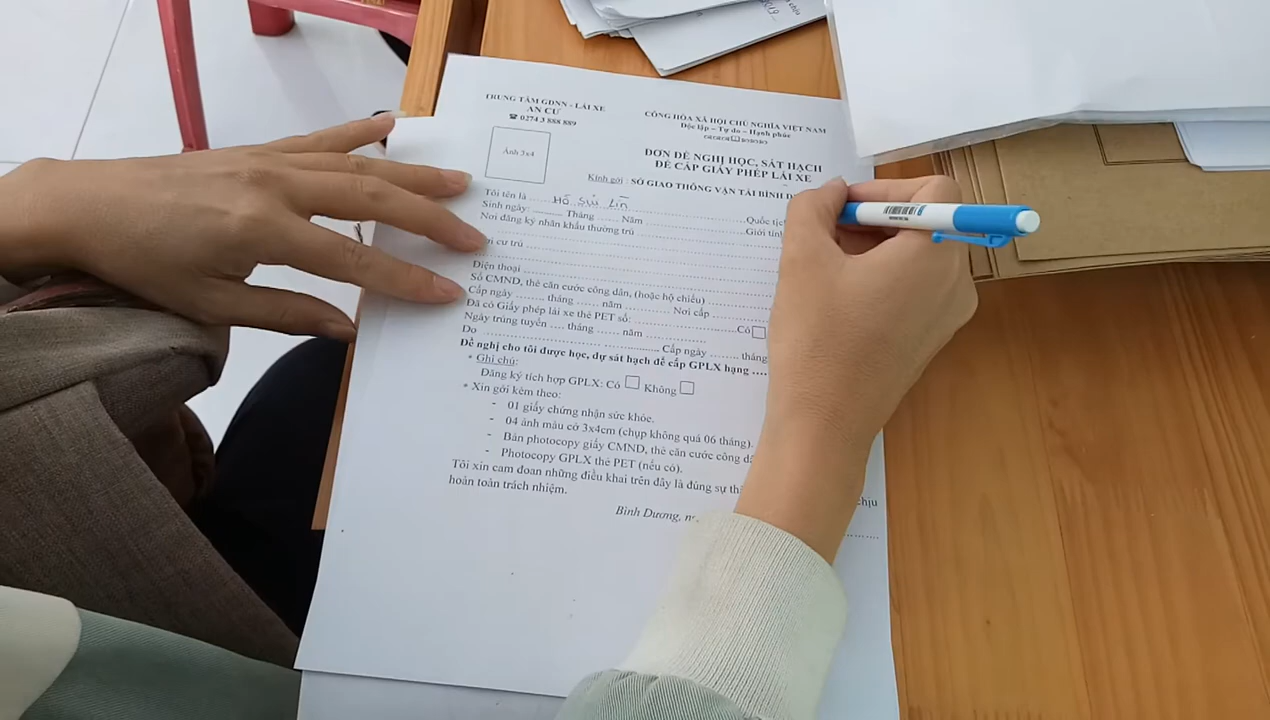 TRUNG TÂM GDNN - LÁI XE
AN CƯ
☎ 0274 3 888 889
CỘNG HÒA XÃ HỘI CHỦ NGHĨA VIỆT NAM
Độc lập – Tự do – Hạnh phúc
Ảnh 3x4
ĐƠN ĐỀ NGHỊ HỌC, SÁT HẠCH
ĐỂ CẤP GIẤY PHÉP LÁI XE
Kính gởi : SỞ GIAO THÔNG VẬN TẢI BÌNH
Tôi tên là ........ Hồ Sủi Lìn ........ Quốc
Sinh ngày: ........ Tháng ........ Năm ........ Giới
Nơi đăng ký nhân khẩu thường trú ........
cư trú ........
Điện thoại ........
Số CMND, thẻ căn cước công dân, (hoặc hộ chiếu) ........
Cấp ngày ........ tháng ...... năm ........ Nơi cấp ........
Đã có Giấy phép lái xe thẻ PET số: ........ Có □
Ngày trúng tuyển .... tháng ...... năm ........
Do ........ Cấp ngày ........ tháng
Đề nghị cho tôi được học, dự sát hạch để cấp GPLX hạng ....
* Ghi chú:
Đăng ký tích hợp GPLX: Có □ Không □
* Xin gởi kèm theo:
- 01 giấy chứng nhận sức khỏe.
- 04 ảnh màu cỡ 3x4cm (chụp không quá 06 tháng).
- Bản photocopy giấy CMND, thẻ căn cước công
- Photocopy GPLX thẻ PET (nếu có).
Tôi xin cam đoan những điều khai trên đây là đúng sự chịu
hoàn toàn trách nhiệm.
Bình Dương,